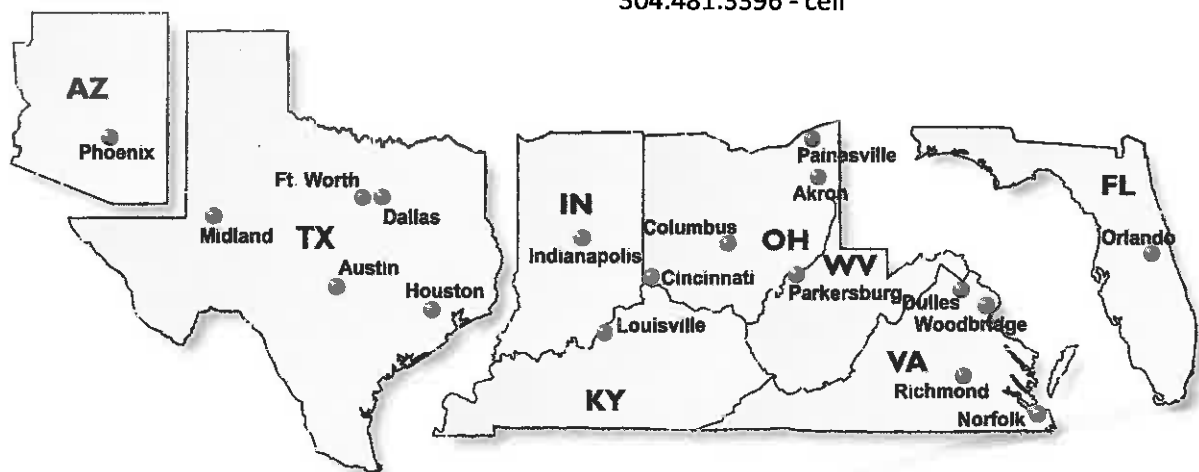 - cell
AZ
Phoenix
Ft. Worth
Dallas
Midland
TX
Austin
Houston
IN
Indianapolis
Painesville
Akron
Columbus
OH
Cincinnati
WV
Parkersburg
Louisville
KY
Dulles
Woodbridge
VA
Richmond
Norfolk
FL
Orlando